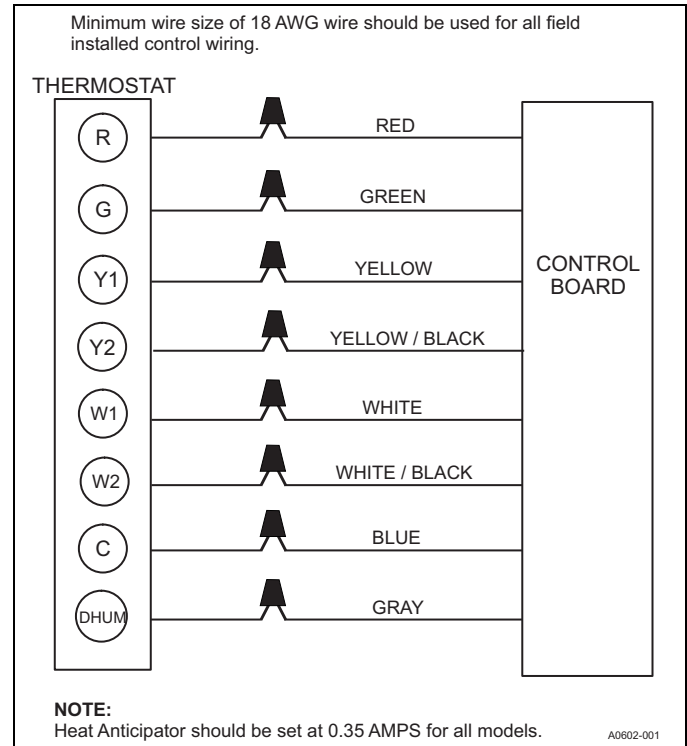 Minimum wire size of 18 AWG wire should be used for all field
installed control wiring.
THERMOSTAT
R
RED
G
GREEN
Y1
YELLOW
CONTROL
BOARD
Y2
YELLOW / BLACK
W1
WHITE
W2
WHITE / BLACK
C
BLUE
DHUM
GRAY
NOTE:
Heat Anticipator should be set at 0.35 AMPS for all models.
A0602-001